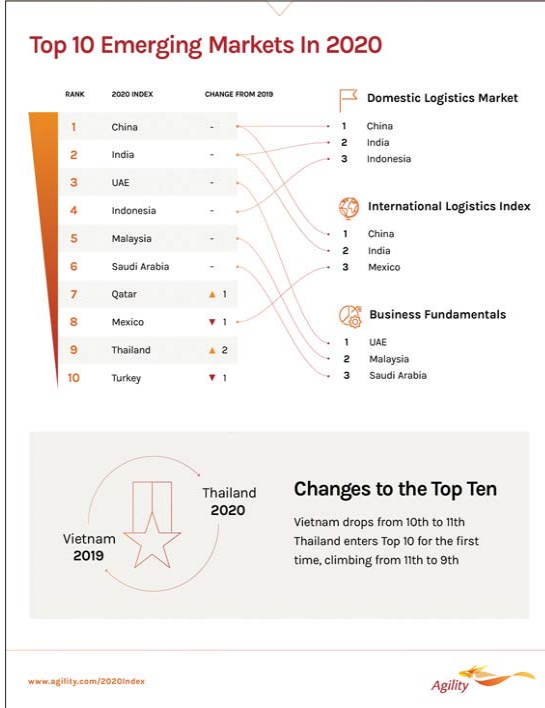 Top 10 Emerging Markets In 2020
RANK 2020 INDEX CHANGE FROM 2019
1 China -
2 India -
3 UAE -
4 Indonesia -
5 Malaysia -
6 Saudi Arabia -
7 Qatar ▲ 1
8 Mexico ▼ 1
9 Thailand ▲ 2
10 Turkey ▼ 1
Domestic Logistics Market
1 China
2 India
3 Indonesia
International Logistics Index
1 China
2 India
3 Mexico
Business Fundamentals
1 UAE
2 Malaysia
3 Saudi Arabia
Thailand
2020
Vietnam
2019
Changes to the Top Ten
Vietnam drops from 10th to 11th
Thailand enters Top 10 for the first
time, climbing from 11th to 9th
www.agility.com/2020Index
Agility